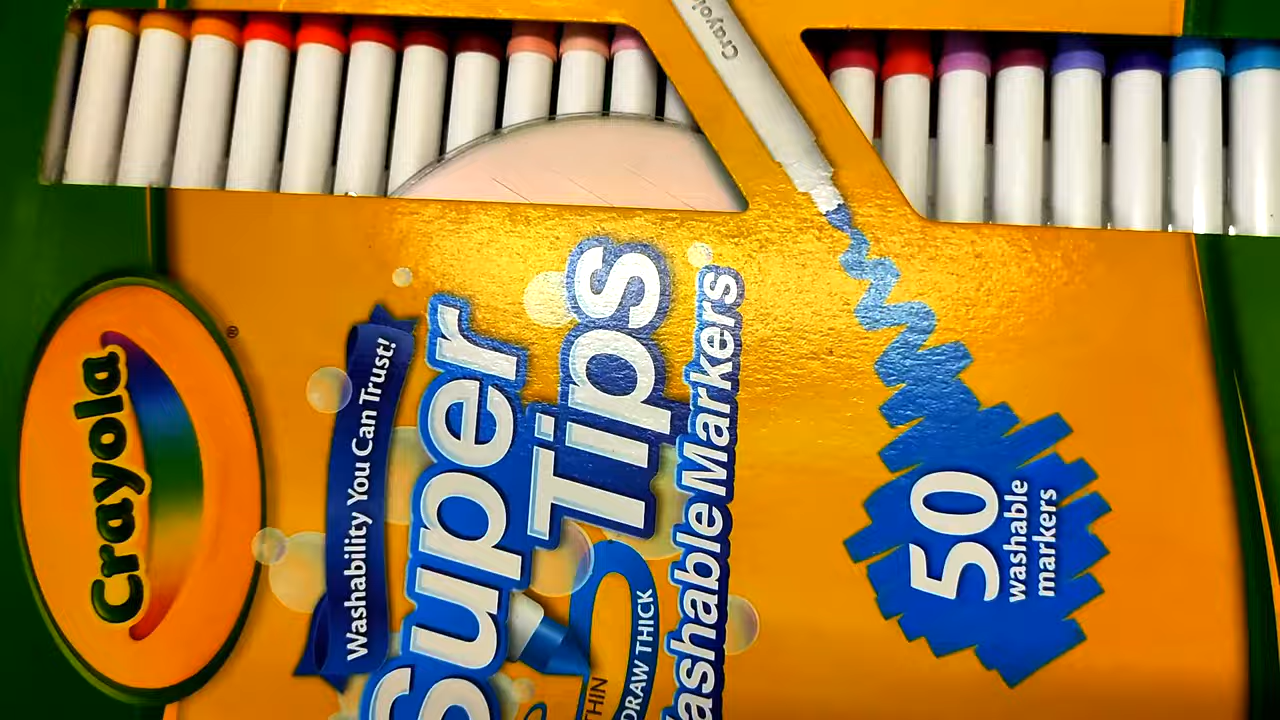 Crayola
Crayola
®
Washability You Can Trust!
Super
Tips
Washable Markers
THIN
DRAW THICK
50
washable
markers